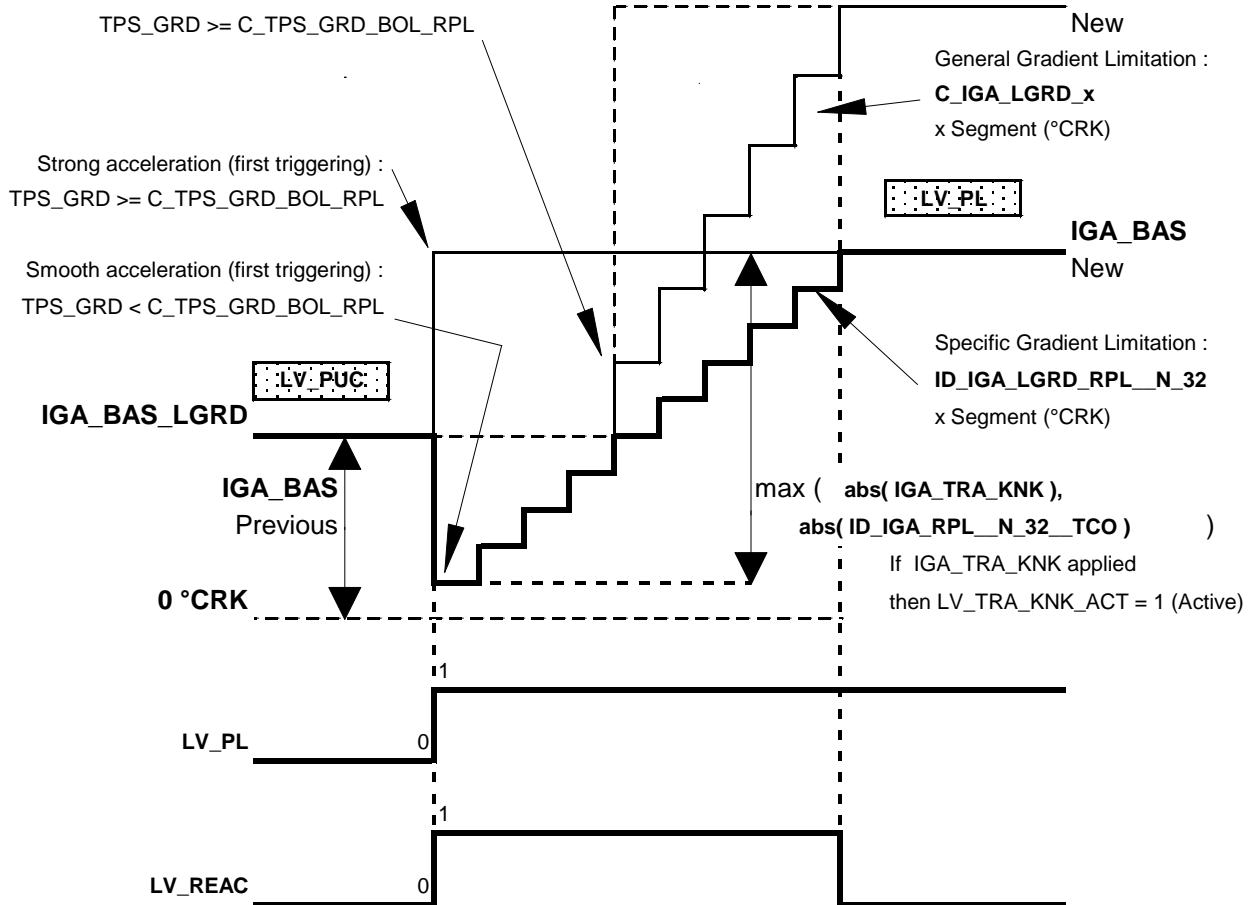 TPS_GRD >= C_TPS_GRD_BOL_RPL
New
General Gradient Limitation :
C_IGA_LGRD_x
x Segment (°CRK)
Strong acceleration (first triggering) :
TPS_GRD >= C_TPS_GRD_BOL_RPL
LV_PL
IGA_BAS
New
Smooth acceleration (first triggering) :
TPS_GRD < C_TPS_GRD_BOL_RPL
Specific Gradient Limitation :
ID_IGA_LGRD_RPL__N_32
x Segment (°CRK)
LV_PUC
IGA_BAS_LGRD
IGA_BAS
Previous
max ( abs( IGA_TRA_KNK ),
abs( ID_IGA_RPL__N_32__TCO ) )
If IGA_TRA_KNK applied
then LV_TRA_KNK_ACT = 1 (Active)
0 °CRK
1
LV_PL 0
1
LV_REAC 0